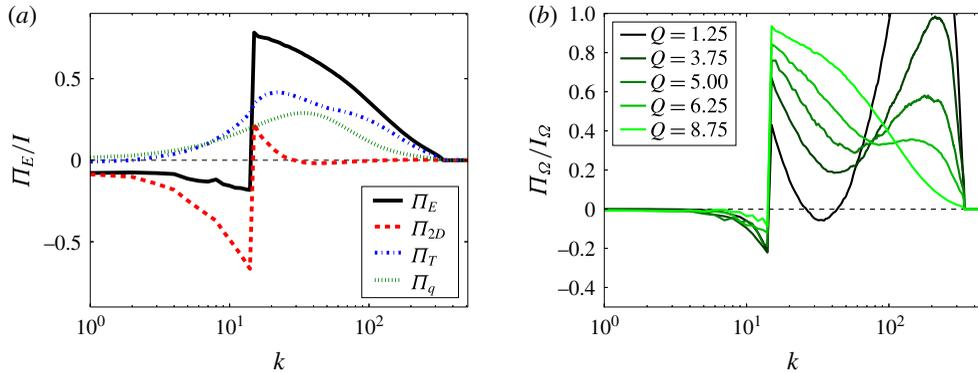 (a)
0.5
0
−0.5
Π_E/I
Π_E
Π_2D
Π_T
Π_q
10^0
10^1
10^2
k
(b)
1.0
0.8
0.6
0.4
0.2
0
−0.2
−0.4
Π_Ω/I_Ω
Q = 1.25
Q = 3.75
Q = 5.00
Q = 6.25
Q = 8.75
10^0
10^1
10^2
k